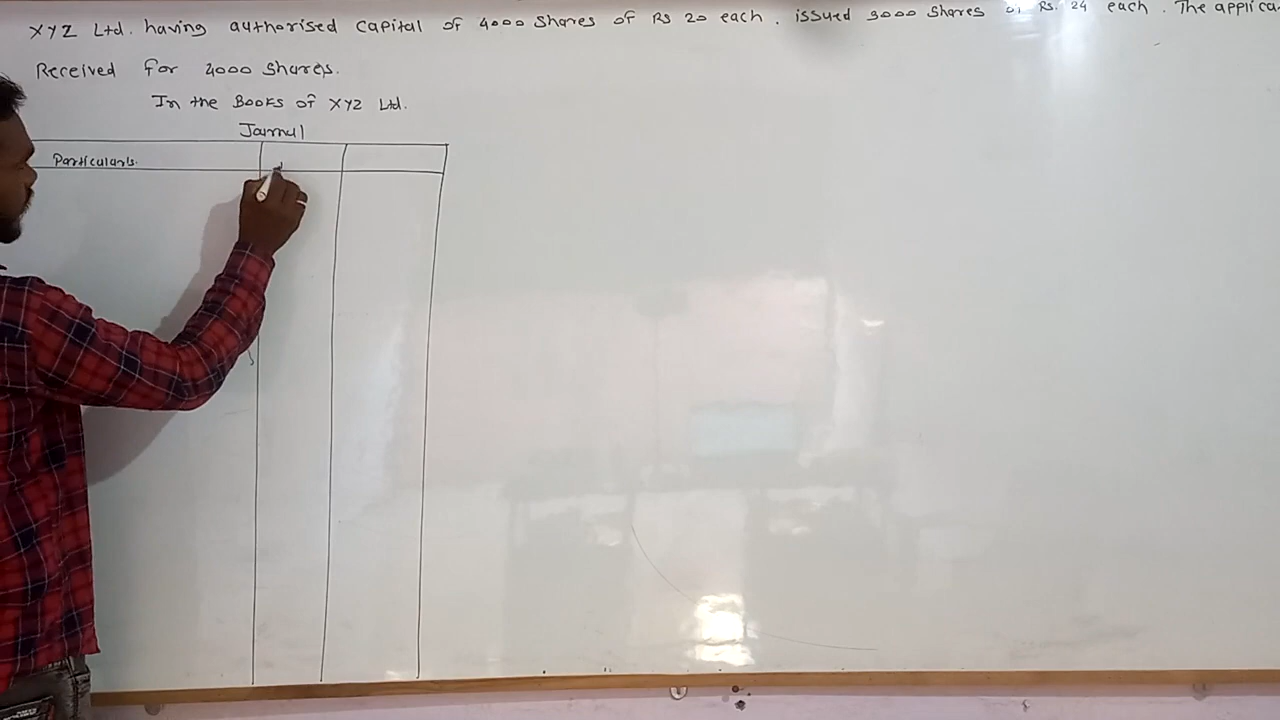 XYZ Ltd. having authorised capital of 4000 shares of Rs 20 each. issued 3000 shares of Rs. 24 each. The applica
Received for 4000 shares.
In the Books of XYZ Ltd.
Journal
Particulars.